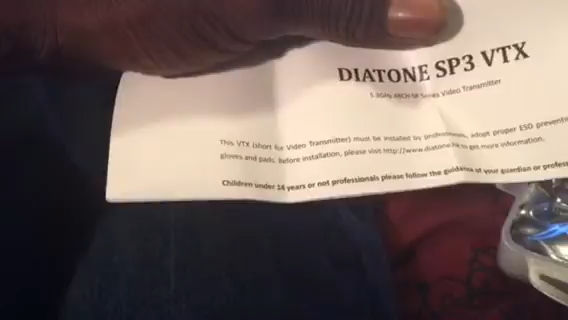 DIATONE SP3 VTX
5.8GHz 48CH SP Series Video Transmitter
This VTX (short for Video Transmitter) must be installed by professionals, adopt proper ESD
gloves and pads. Before installation, please visit http://www.diatone.hk to get more information.
Children under 14 years or not professionals please follow the guidance of your guardian or